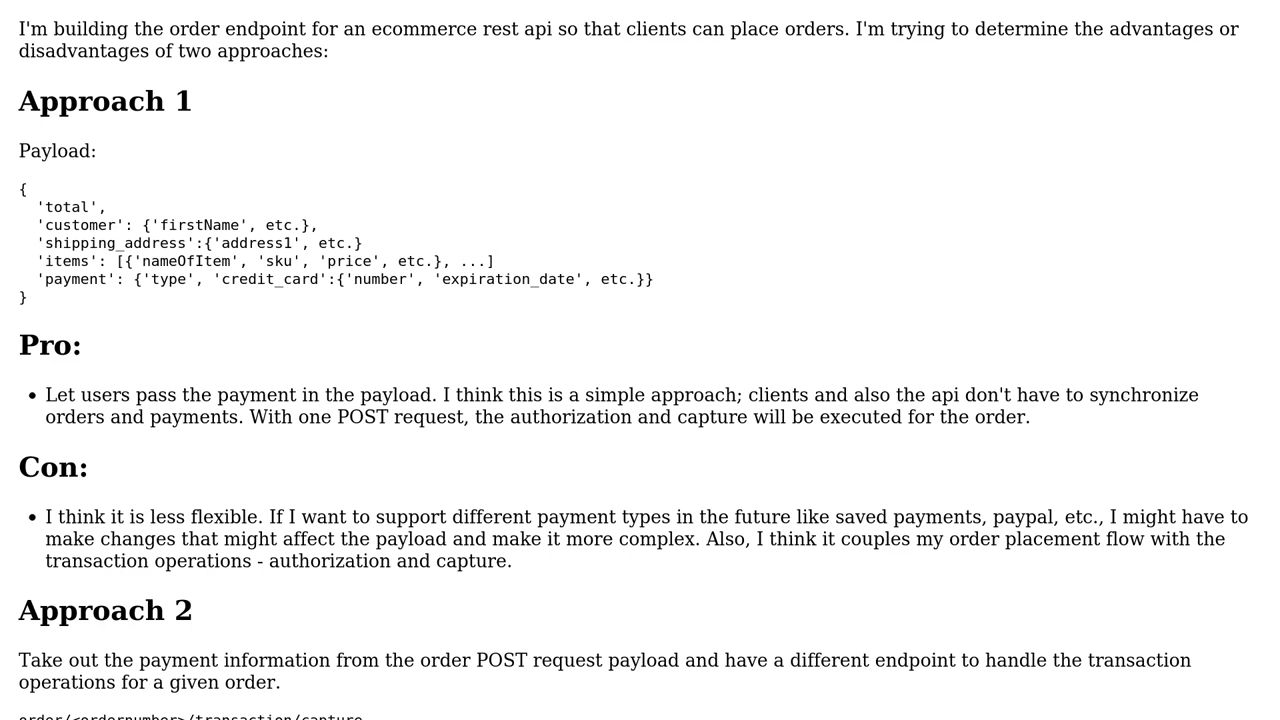 I'm building the order endpoint for an ecommerce rest api so that clients can place orders. I'm trying to determine the advantages or
disadvantages of two approaches:
Approach 1
Payload:
{
  'total',
  'customer': {'firstName', etc.},
  'shipping_address':{'address1', etc.}
  'items': [{'nameOfItem', 'sku', 'price', etc.}, ...]
  'payment': {'type', 'credit_card':{'number', 'expiration_date', etc.}}
}
Pro:
• Let users pass the payment in the payload. I think this is a simple approach; clients and also the api don't have to synchronize
orders and payments. With one POST request, the authorization and capture will be executed for the order.
Con:
• I think it is less flexible. If I want to support different payment types in the future like saved payments, paypal, etc., I might have to
make changes that might affect the payload and make it more complex. Also, I think it couples my order placement flow with the
transaction operations - authorization and capture.
Approach 2
Take out the payment information from the order POST request payload and have a different endpoint to handle the transaction
operations for a given order.
order/<ordernumber>/transaction/capture